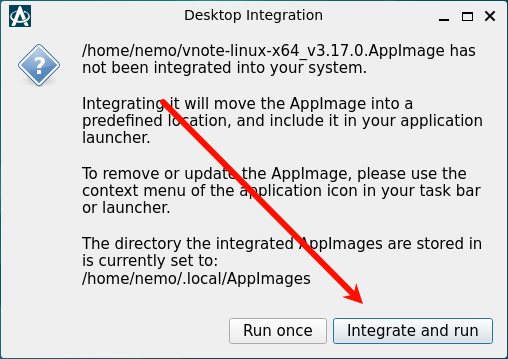 Desktop Integration
/home/nemo/vnote-linux-x64_v3.17.0.AppImage has
not been integrated into your system.
Integrating it will move the AppImage into a
predefined location, and include it in your application
launcher.
To remove or update the AppImage, please use the
context menu of the application icon in your task bar
or launcher.
The directory the integrated AppImages are stored in
is currently set to:
/home/nemo/.local/AppImages
Run once
Integrate and run